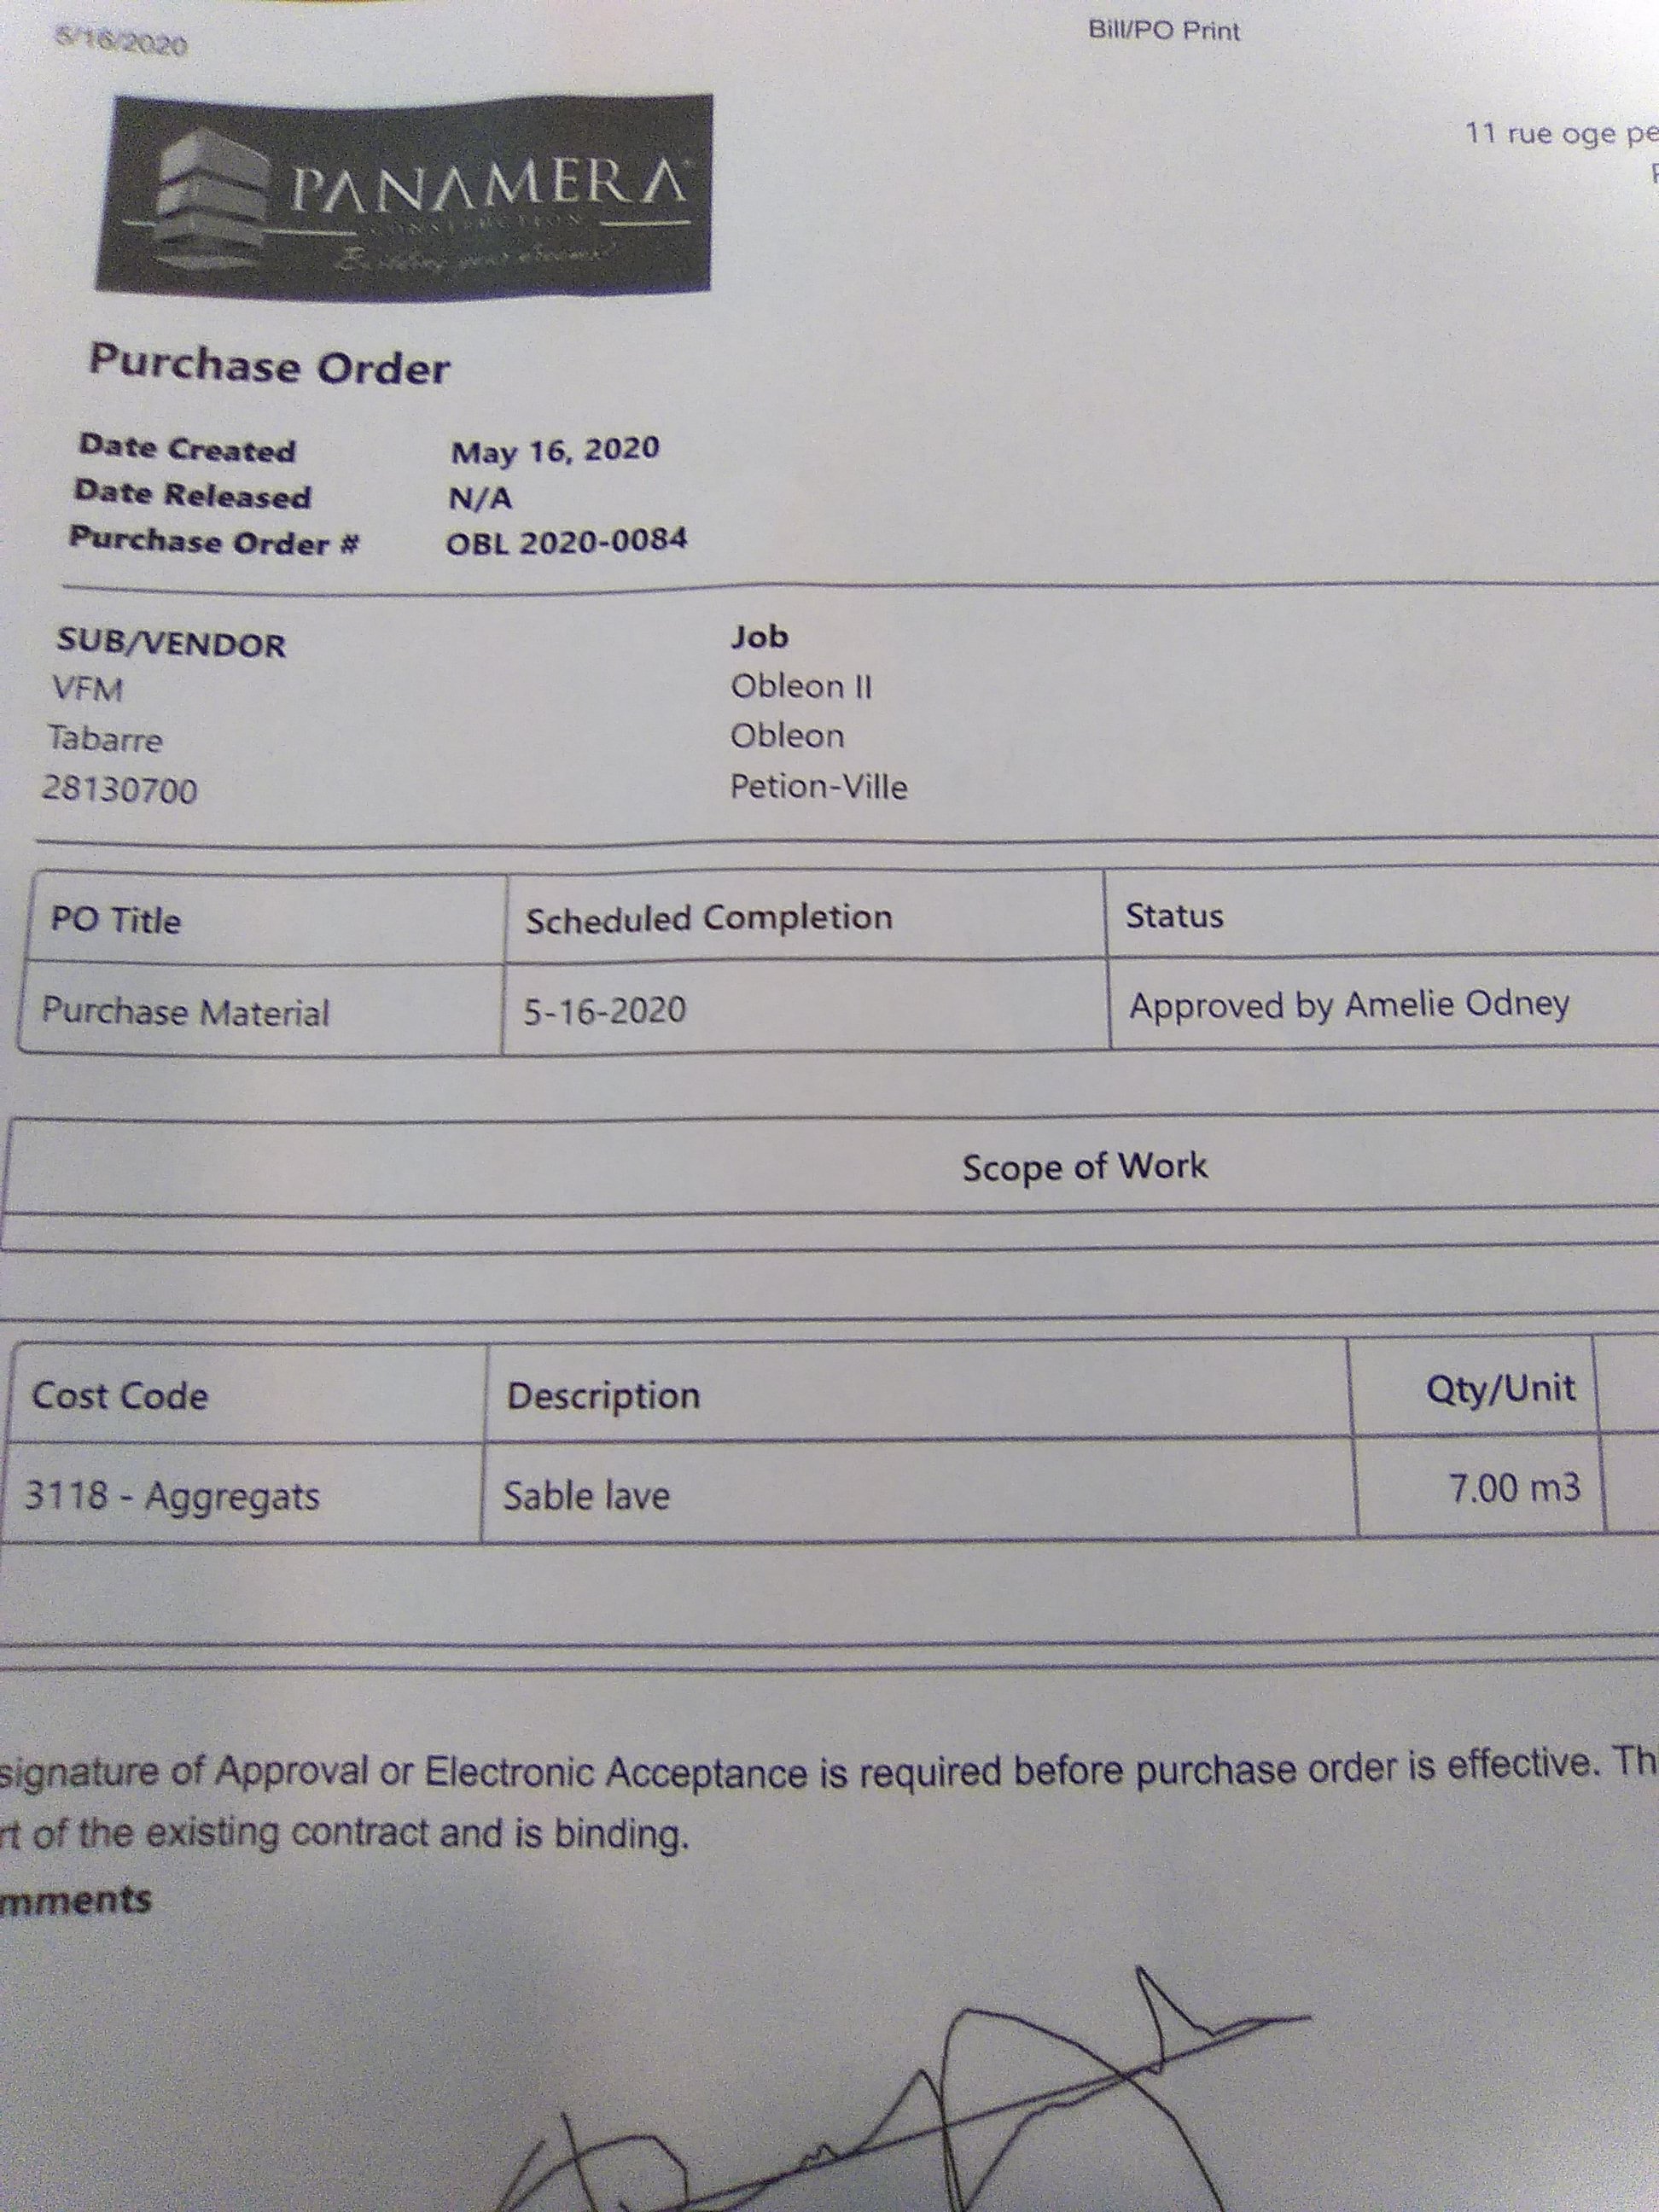 5/16/2020 Bill/PO Print
11 rue oge pe
PANAMERA
CONSTRUCTION
Building your dreams!
Purchase Order
Date Created May 16, 2020
Date Released N/A
Purchase Order # OBL 2020-0084
SUB/VENDOR Job
VFM Obleon II
Tabarre Obleon
28130700 Petion-Ville
PO Title Scheduled Completion Status
Purchase Material 5-16-2020 Approved by Amelie Odney
Scope of Work
Cost Code Description Qty/Unit
3118 - Aggregats Sable lave 7.00 m3
signature of Approval or Electronic Acceptance is required before purchase order is effective. Thi
rt of the existing contract and is binding.
mments